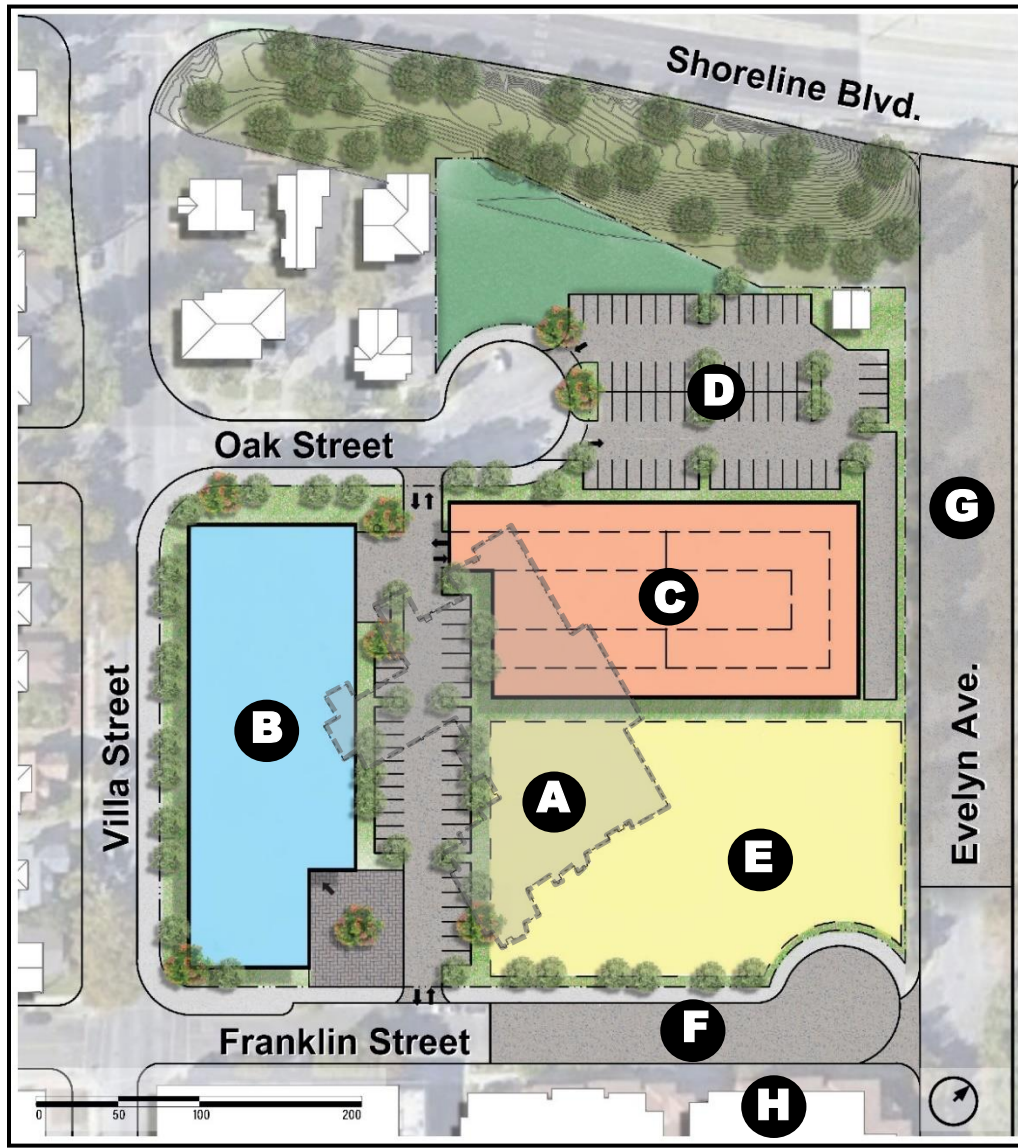 Shoreline Blvd.
D
Oak Street
G
C
B
Villa Street
A
Evelyn Ave.
E
F
Franklin Street
H
0 50 100 200